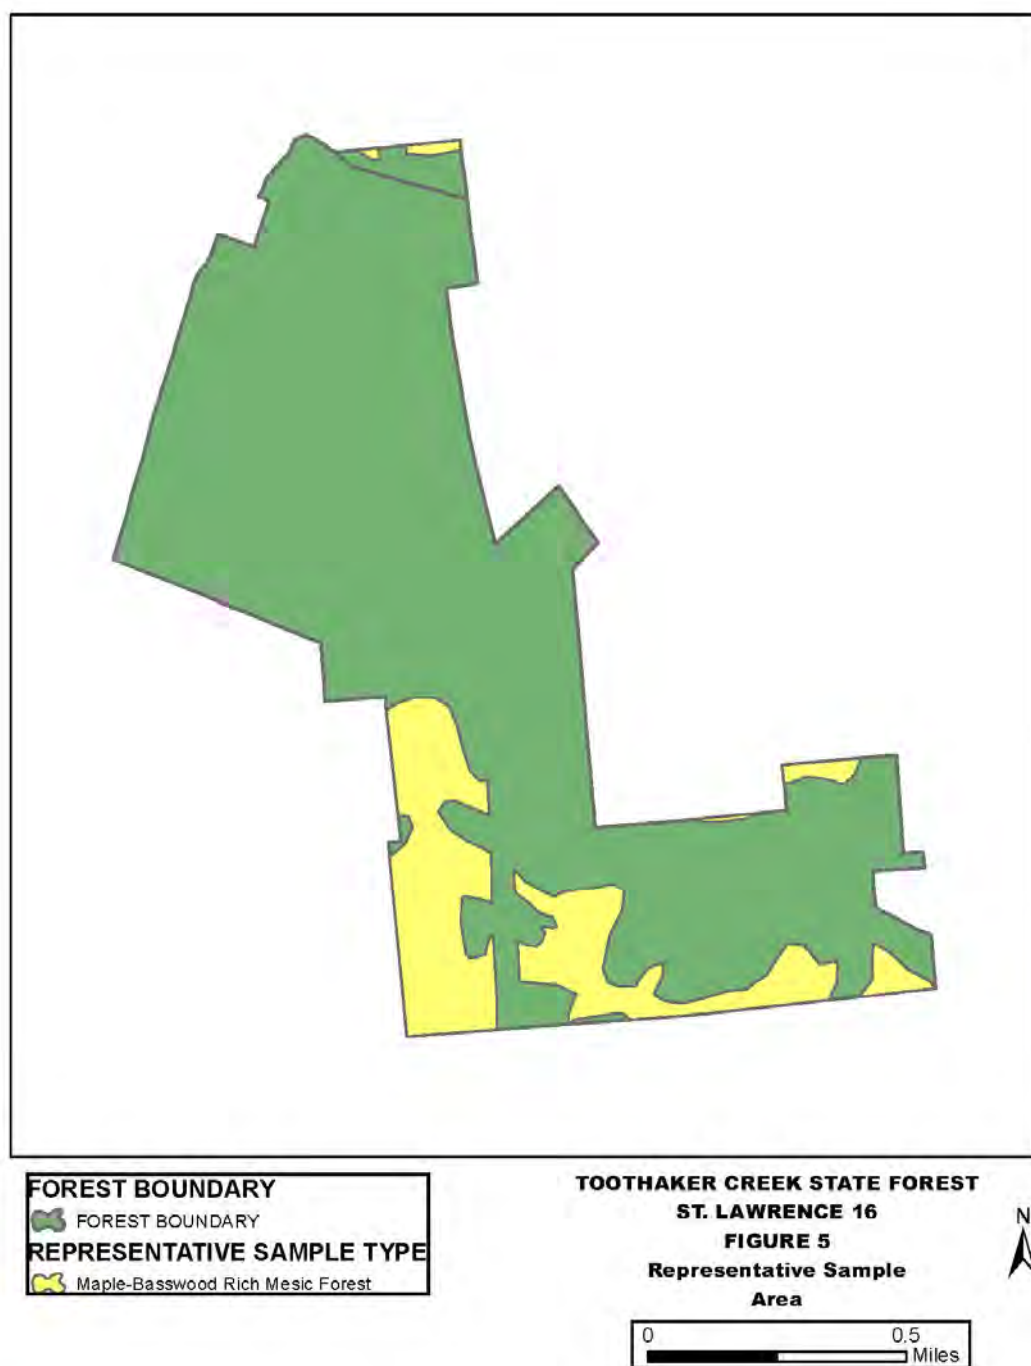 FOREST BOUNDARY
FOREST BOUNDARY
REPRESENTATIVE SAMPLE TYPE
Maple-Basswood Rich Mesic Forest
TOOTHAKER CREEK STATE FOREST
ST. LAWRENCE 16
FIGURE 5
Representative Sample
Area
N
0 0.5
Miles